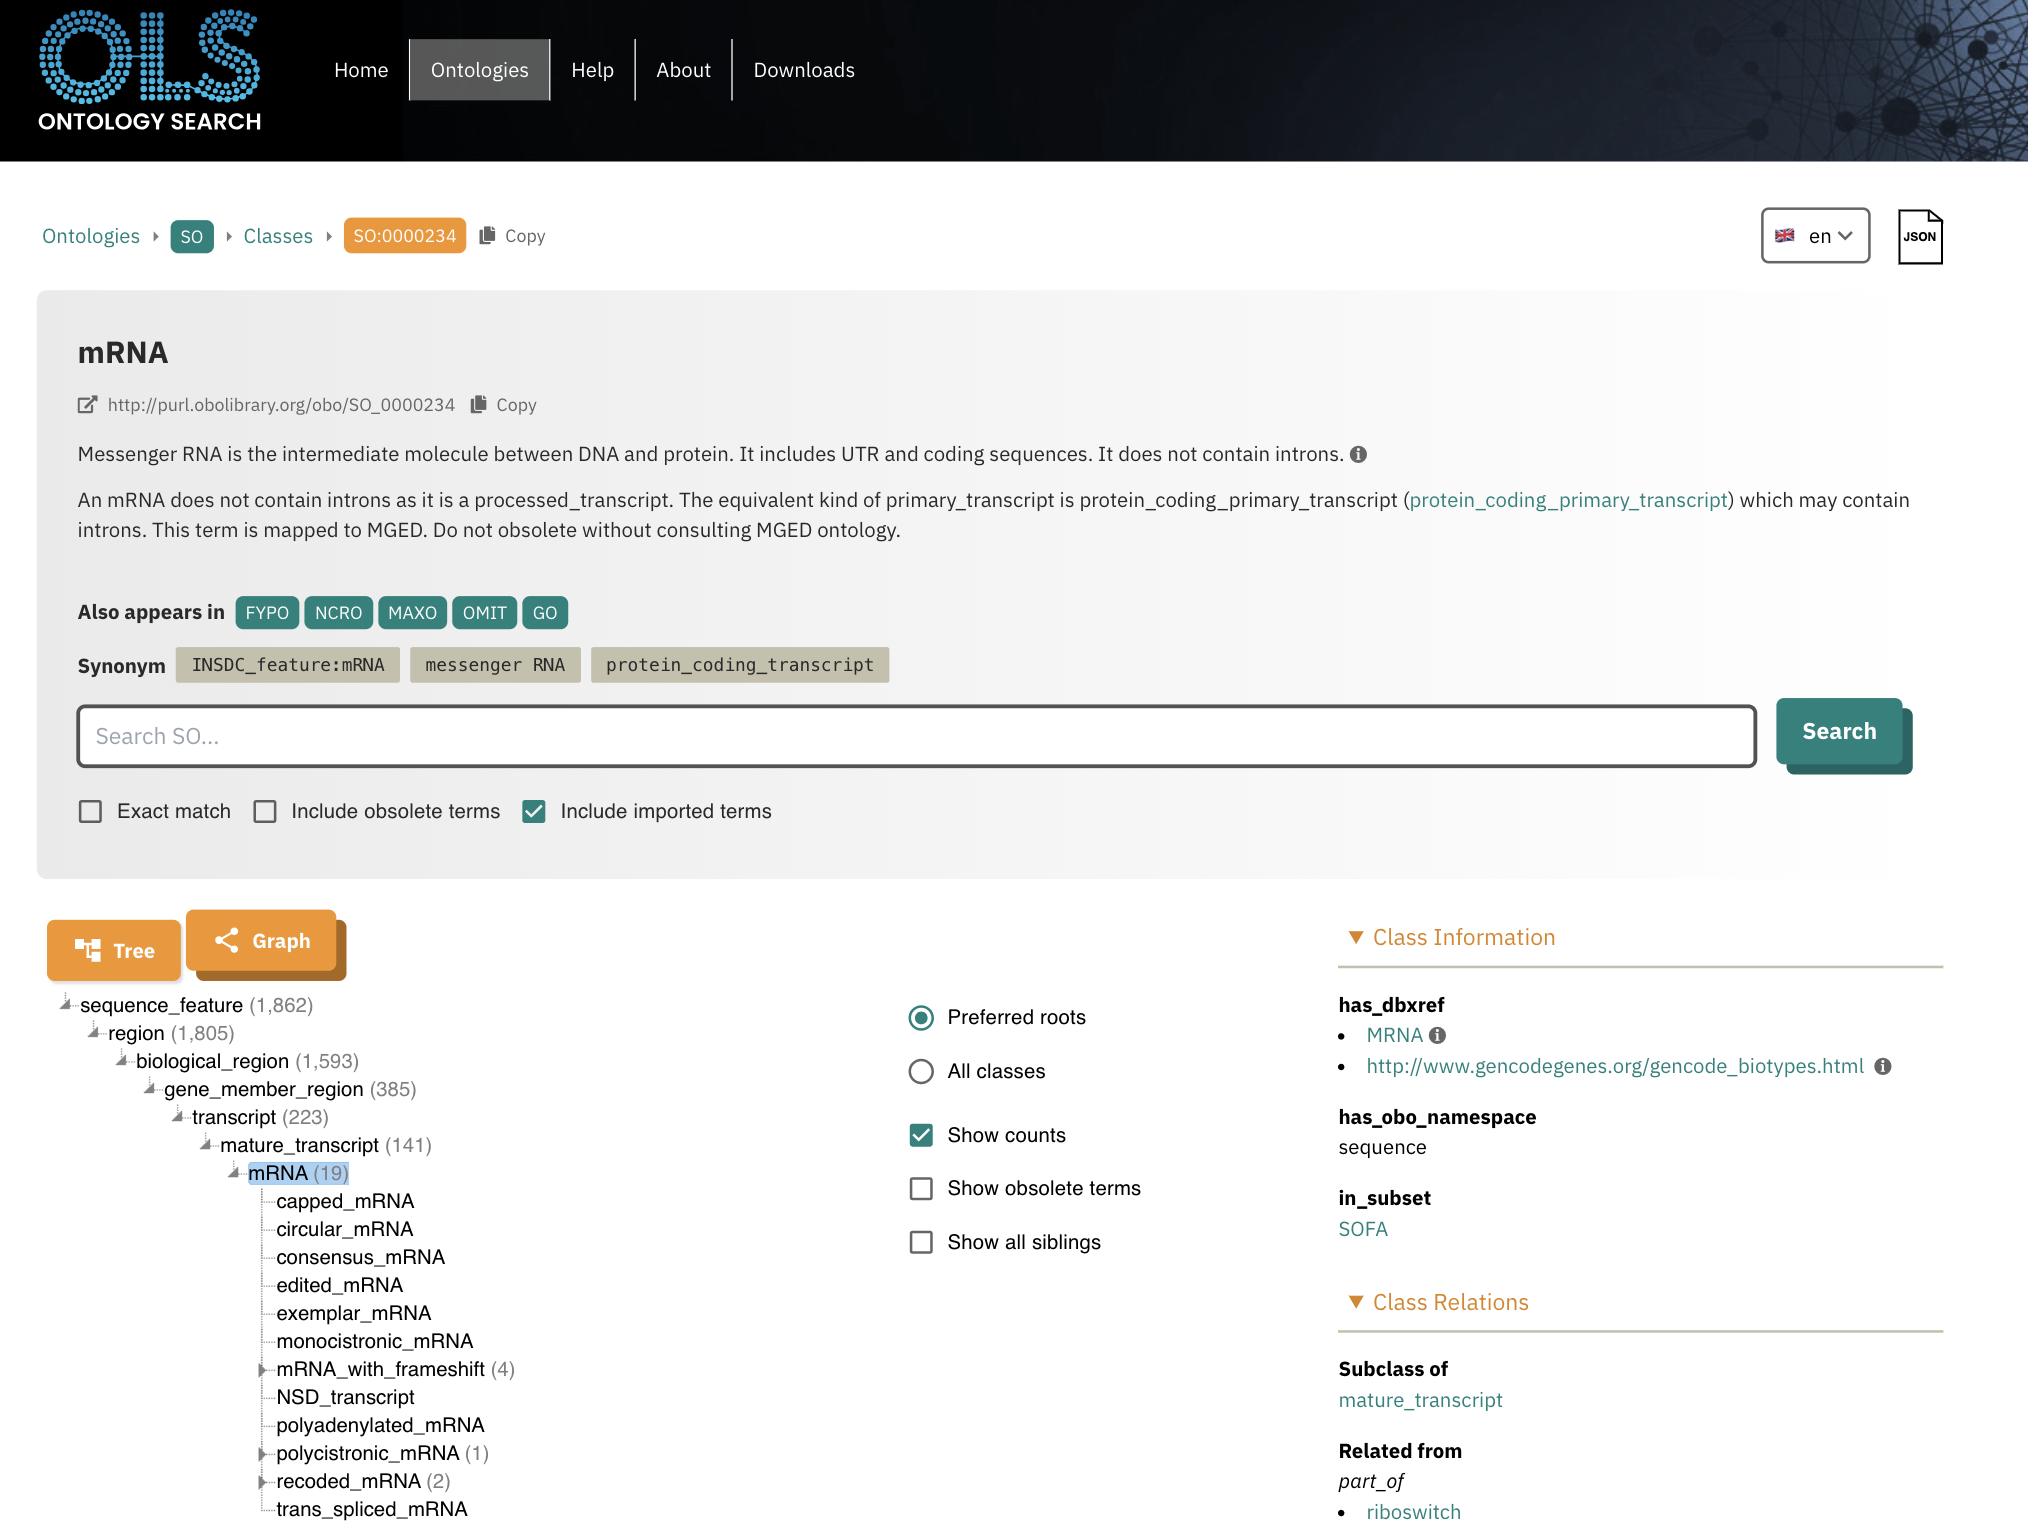 OLS
ONTOLOGY SEARCH
Home
Ontologies
Help
About
Downloads
Ontologies SO Classes SO:0000234 Copy
en
JSON
mRNA
http://purl.obolibrary.org/obo/SO_0000234 Copy
Messenger RNA is the intermediate molecule between DNA and protein. It includes UTR and coding sequences. It does not contain introns.
An mRNA does not contain introns as it is a processed_transcript. The equivalent kind of primary_transcript is protein_coding_primary_transcript (protein_coding_primary_transcript) which may contain
introns. This term is mapped to MGED. Do not obsolete without consulting MGED ontology.
Also appears in FYPO NCRO MAXO OMIT GO
Synonym INSDC_feature:mRNA messenger RNA protein_coding_transcript
Search SO...
Search
Exact match Include obsolete terms Include imported terms
Tree
Graph
sequence_feature (1,862)
region (1,805)
biological_region (1,593)
gene_member_region (385)
transcript (223)
mature_transcript (141)
mRNA (19)
capped_mRNA
circular_mRNA
consensus_mRNA
edited_mRNA
exemplar_mRNA
monocistronic_mRNA
mRNA_with_frameshift (4)
NSD_transcript
polyadenylated_mRNA
polycistronic_mRNA (1)
recoded_mRNA (2)
trans_spliced_mRNA
Preferred roots
All classes
Show counts
Show obsolete terms
Show all siblings
Class Information
has_dbxref
MRNA
http://www.gencodegenes.org/gencode_biotypes.html
has_obo_namespace
sequence
in_subset
SOFA
Class Relations
Subclass of
mature_transcript
Related from
part_of
riboswitch